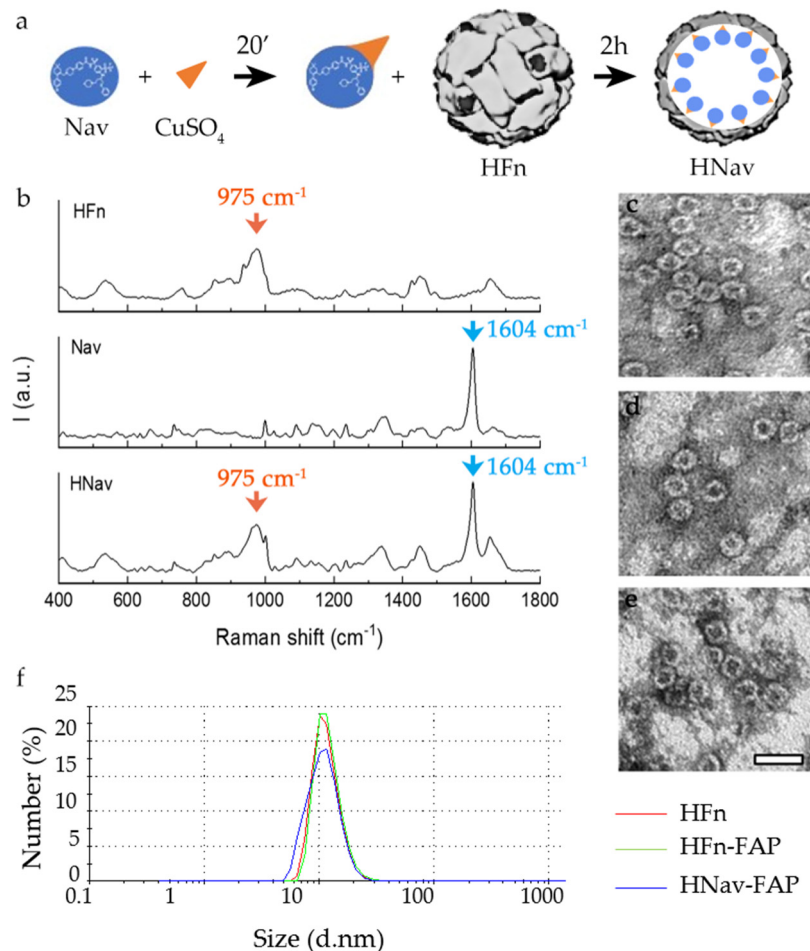 a
20′
2h
Nav
+
CuSO₄
+
HFn
HNav
b
HFn
975 cm⁻¹
Nav
1604 cm⁻¹
HNav
975 cm⁻¹
1604 cm⁻¹
I (a.u.)
400 600 800 1000 1200 1400 1600 1800
Raman shift (cm⁻¹)
c
d
e
f
25
20
15
10
5
0
Number (%)
0.1 1 10 100 1000
Size (d.nm)
HFn
HFn-FAP
HNav-FAP